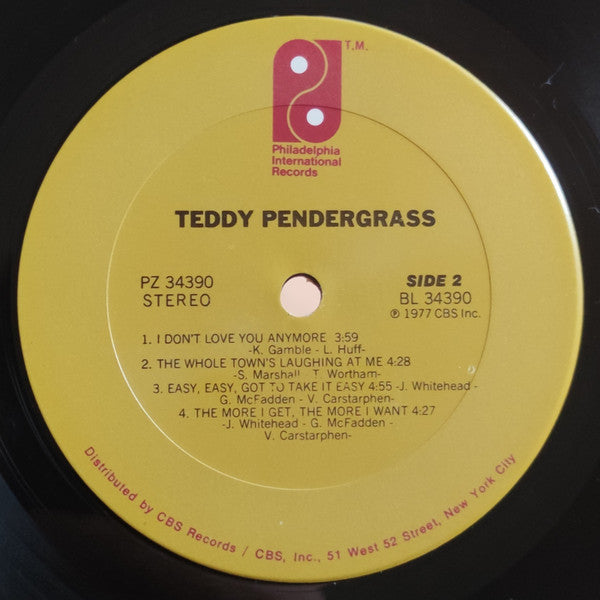 T.M.
Philadelphia
International
Records
TEDDY PENDERGRASS
PZ 34390
STEREO
SIDE 2
BL 34390
℗ 1977 CBS Inc.
1. I DON'T LOVE YOU ANYMORE 3:59
-K. Gamble - L. Huff-
2. THE WHOLE TOWN'S LAUGHING AT ME 4:28
-S. Marshall T. Wortham-
3. EASY, EASY, GOT TO TAKE IT EASY 4:55 -J. Whitehead -
G. McFadden - V. Carstarphen-
4. THE MORE I GET, THE MORE I WANT 4:27
-J. Whitehead - G. McFadden -
V. Carstarphen-
Distributed by CBS Records / CBS, Inc., 51 West 52 Street, New York City